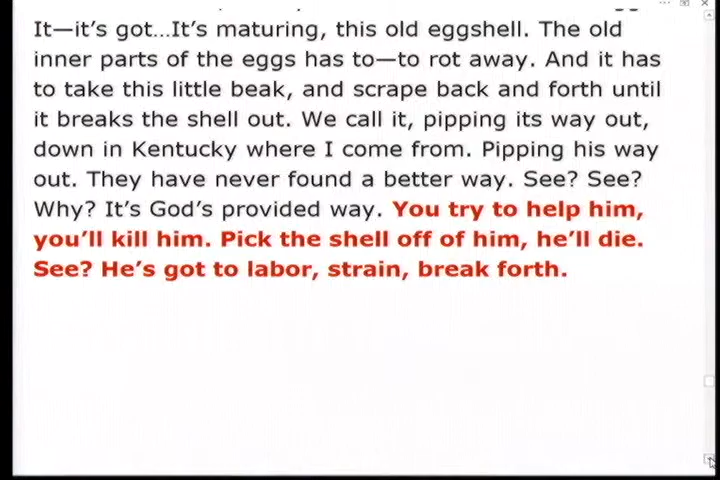 It—it's got...It's maturing, this old eggshell. The old
inner parts of the eggs has to—to rot away. And it has
to take this little beak, and scrape back and forth until
it breaks the shell out. We call it, pipping its way out,
down in Kentucky where I come from. Pipping his way
out. They have never found a better way. See? See?
Why? It's God's provided way. You try to help him,
you'll kill him. Pick the shell off of him, he'll die.
See? He's got to labor, strain, break forth.